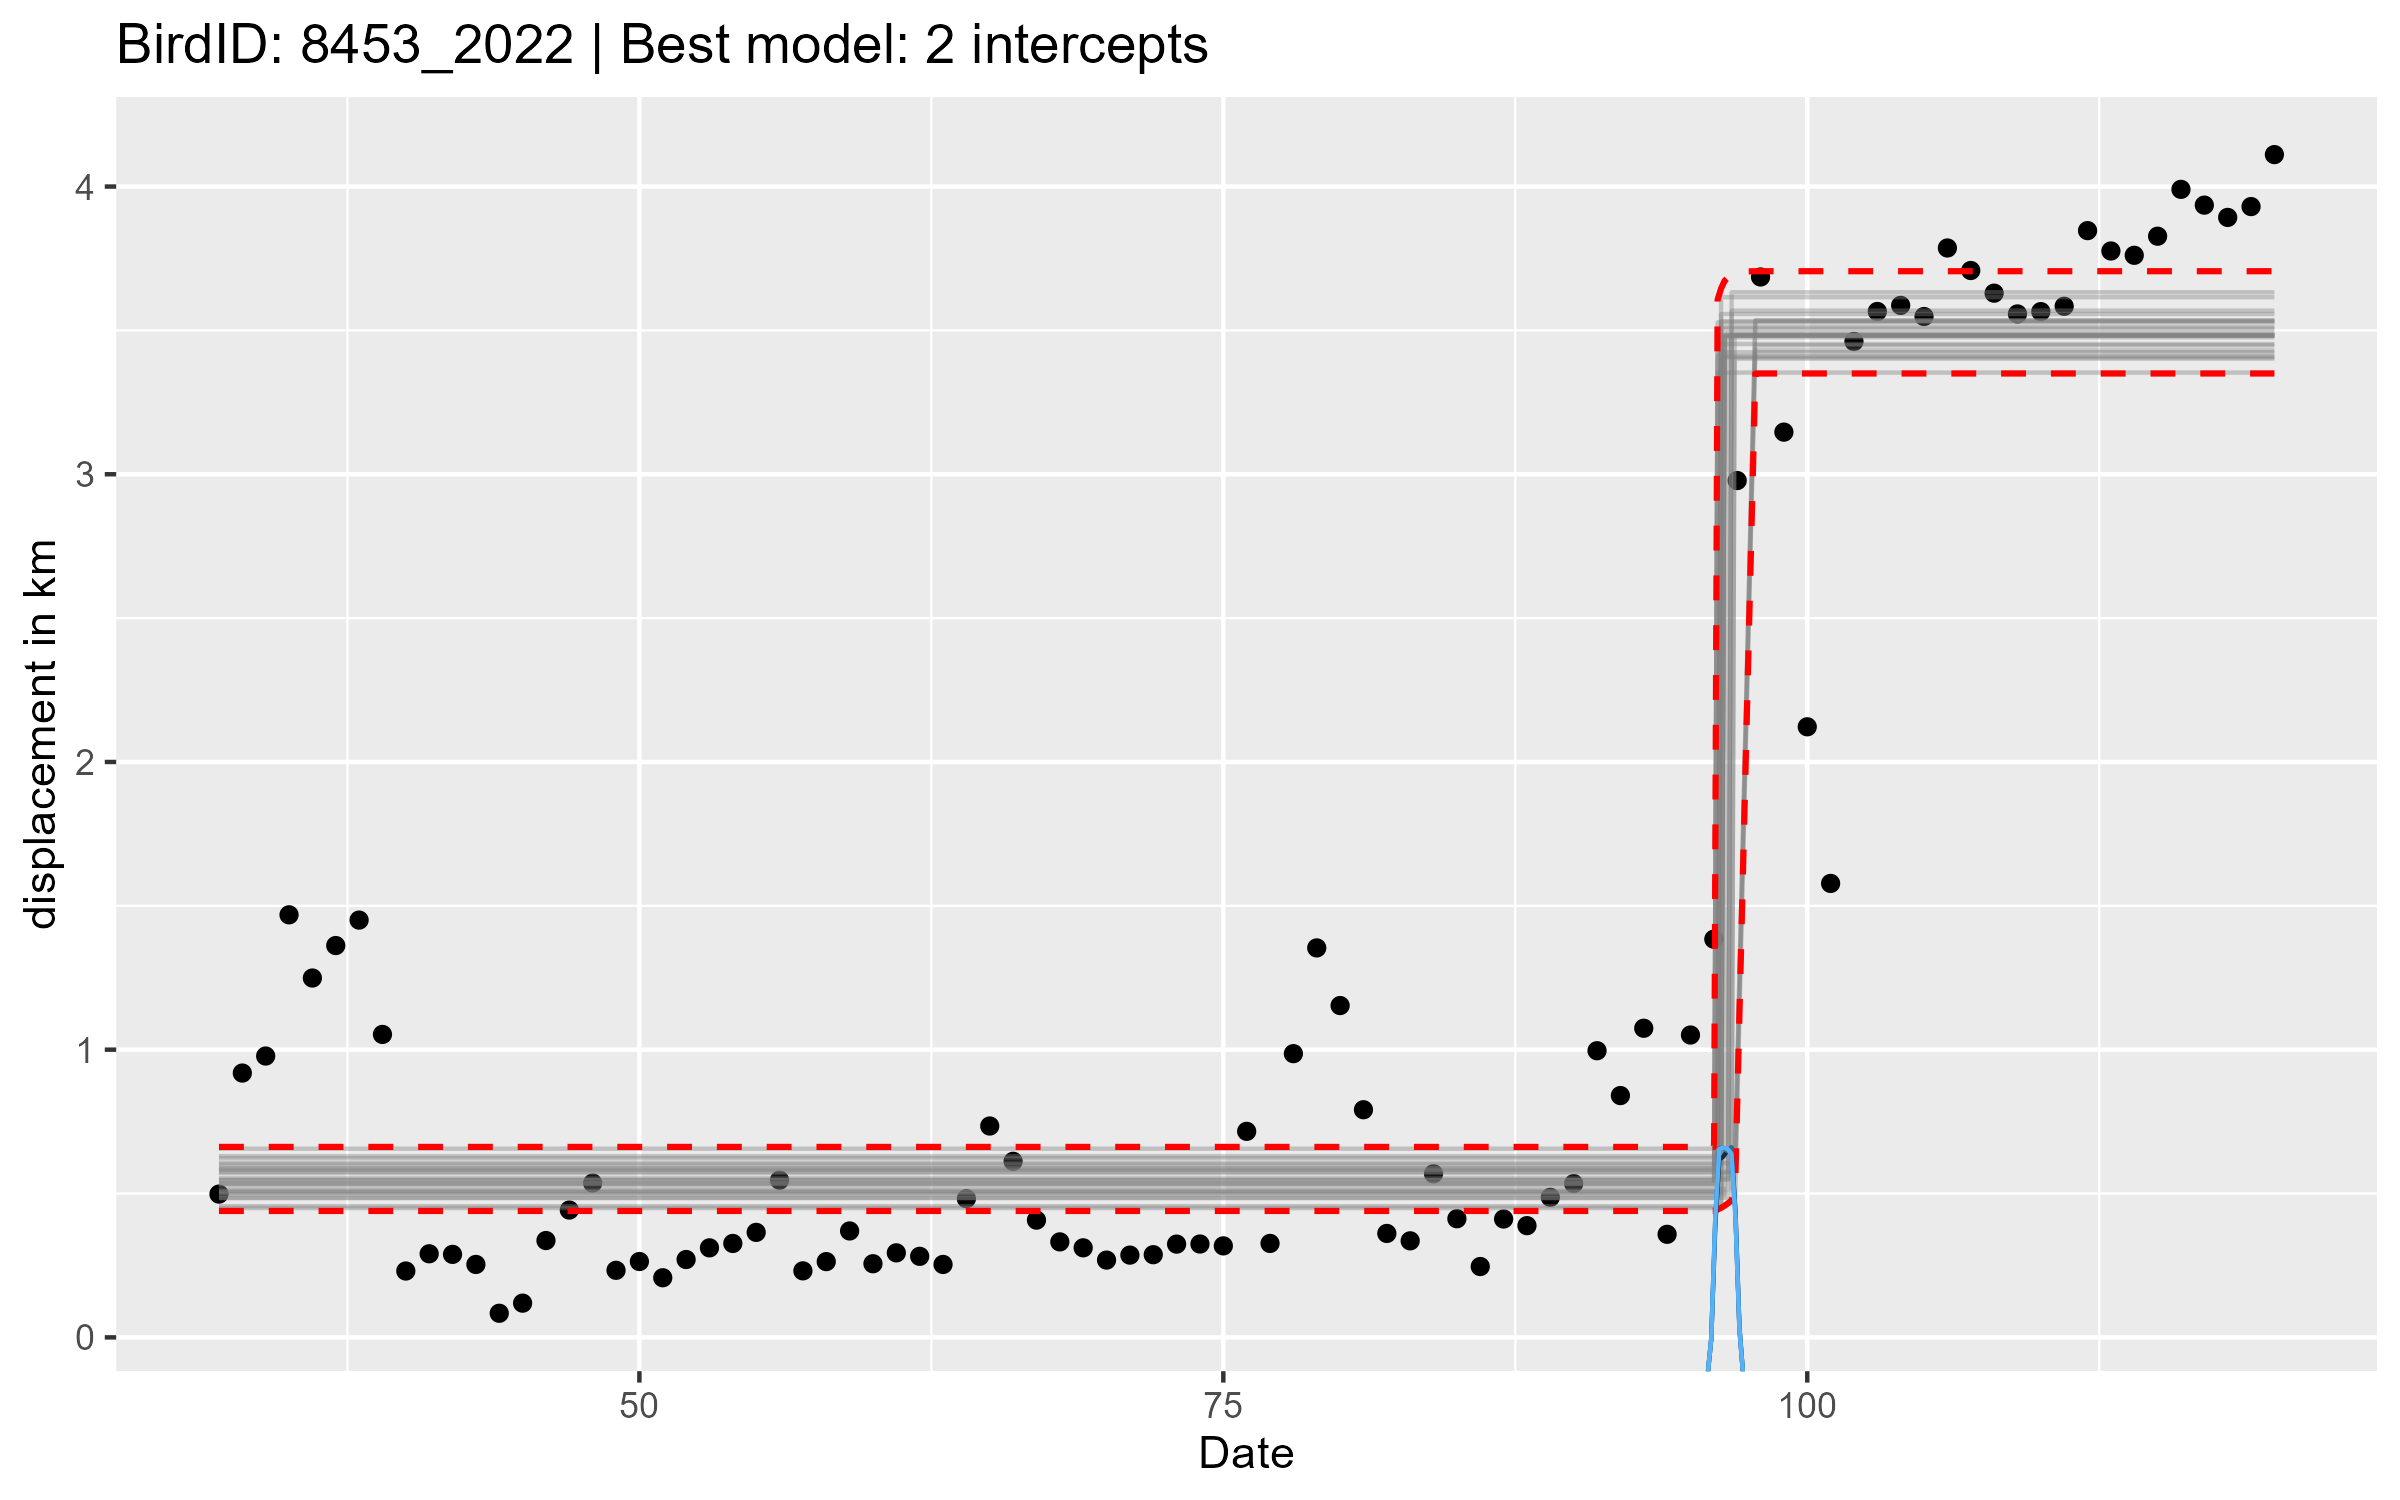 BirdID: 8453_2022 | Best model: 2 intercepts
displacement in km
4
3
2
1
0
50
75
100
Date